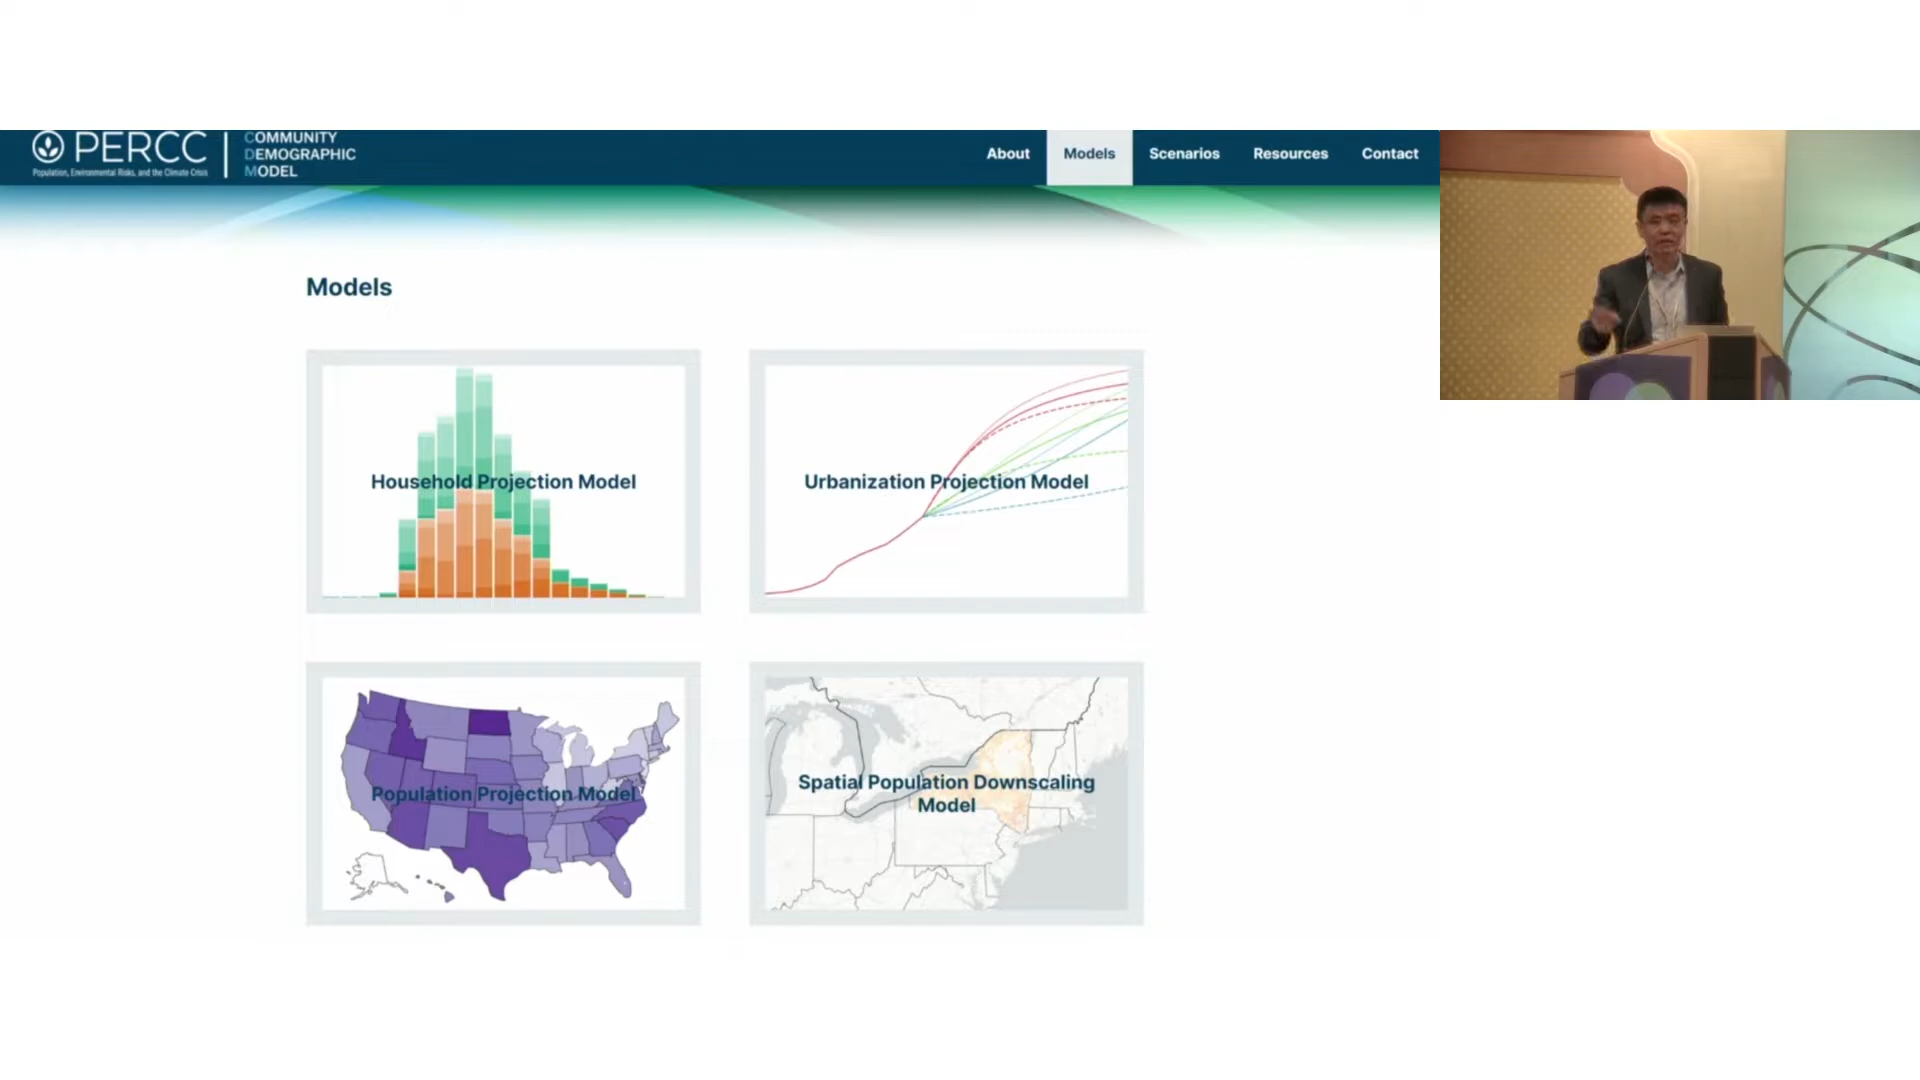 PERCC
Population, Environmental Risks, and the Climate Crisis
COMMUNITY
DEMOGRAPHIC
MODEL
About
Models
Scenarios
Resources
Contact
Models
Household Projection Model
Urbanization Projection Model
Population Projection Model
Spatial Population Downscaling
Model